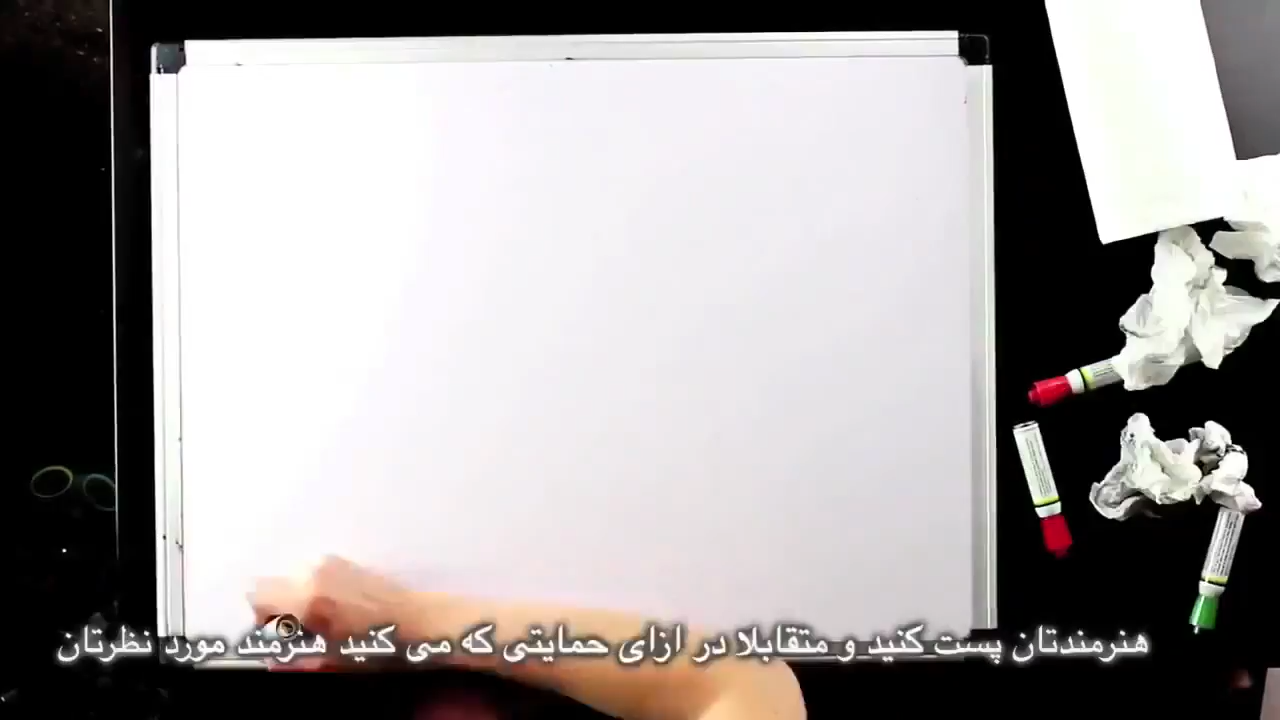 هنرمندتان پست کنید و متقابلا در ازای حمایتی که می کنید هنرمند مورد نظرتان